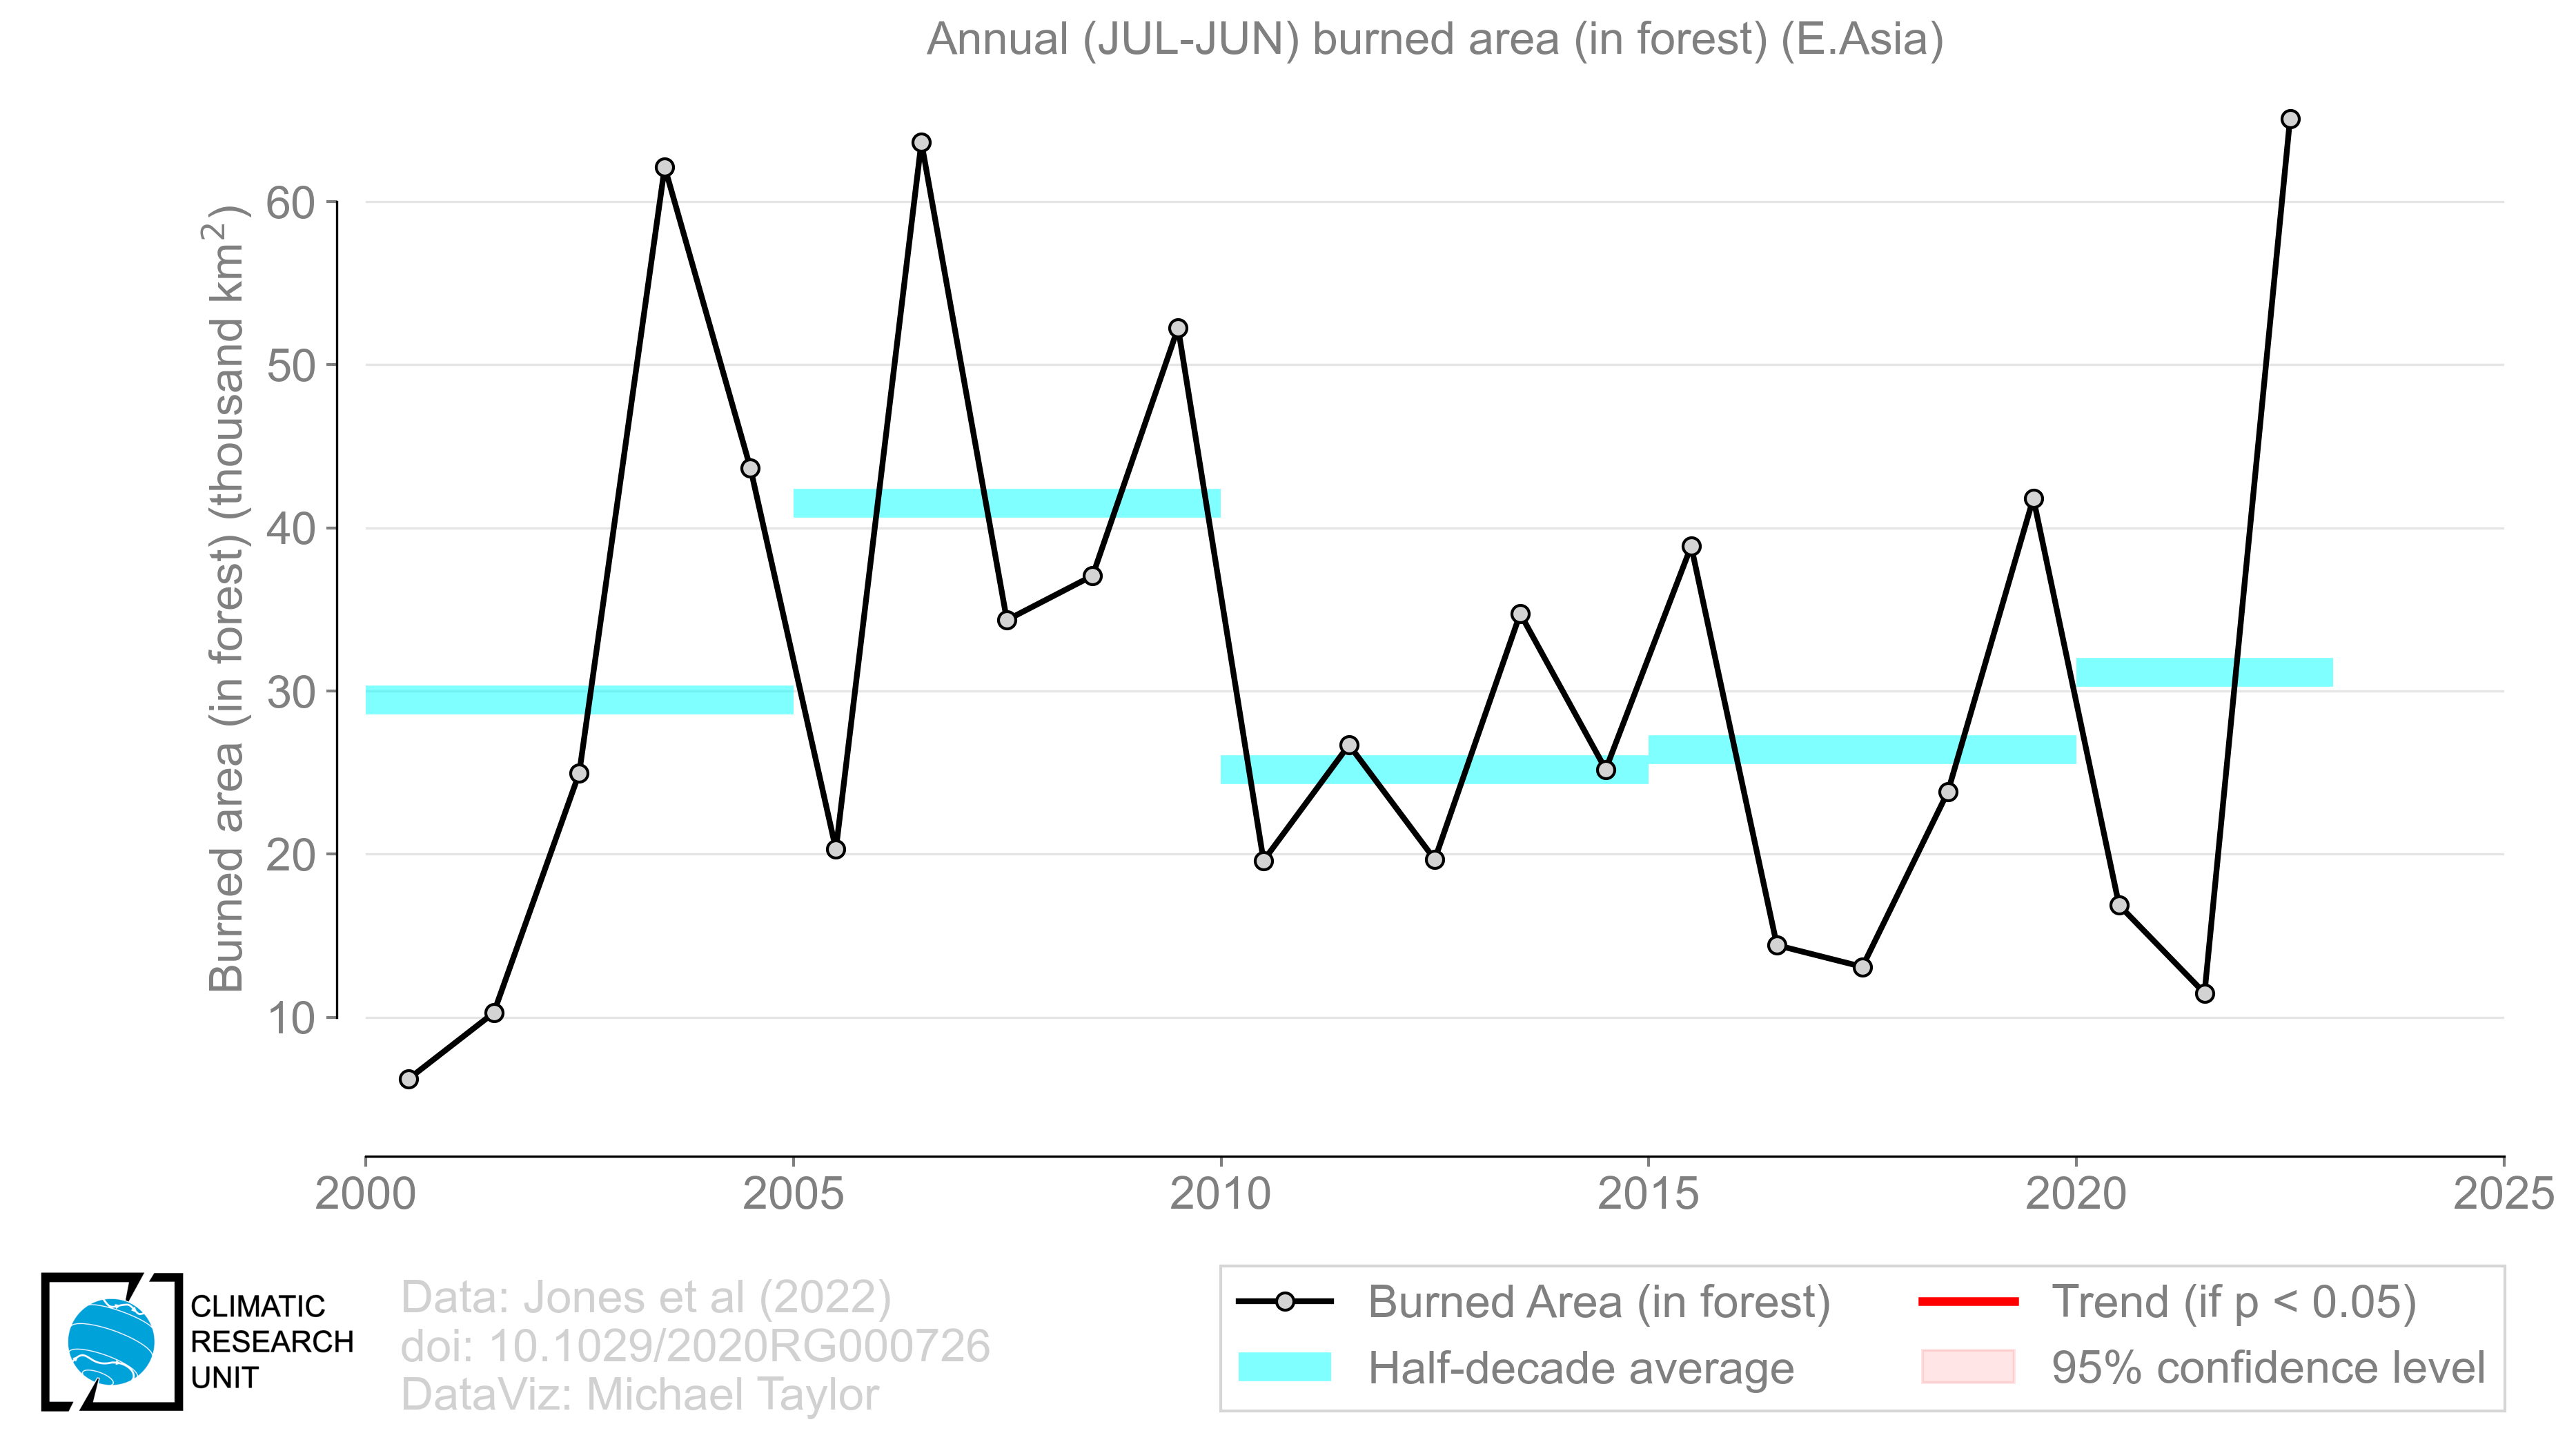 Annual (JUL-JUN) burned area (in forest) (E.Asia)
Burned area (in forest) (thousand km²)
60
50
40
30
20
10
2000 2005 2010 2015 2020 2025
CLIMATIC
RESEARCH
UNIT
Data: Jones et al (2022)
doi: 10.1029/2020RG000726
DataViz: Michael Taylor
Burned Area (in forest)
Half-decade average
Trend (if p < 0.05)
95% confidence level